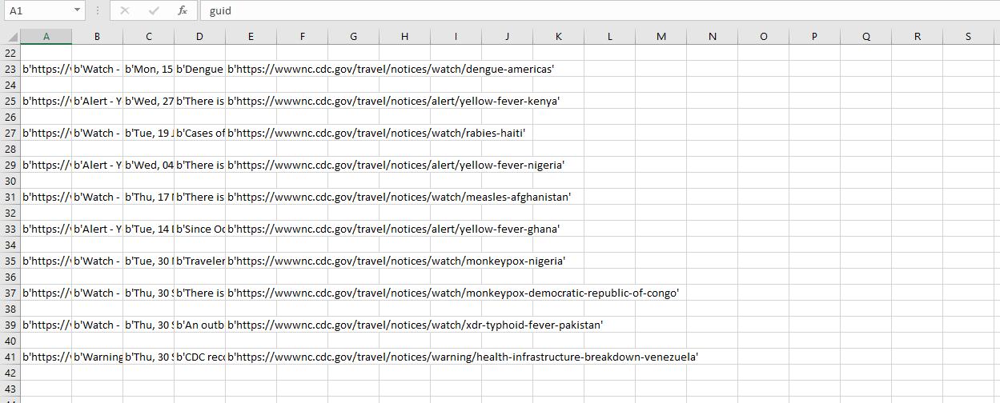 A1 fx guid
A B C D E F G H I J K L M N O P Q R S
22
23 b'https:// b'Watch - b'Mon, 15 b'Dengue b'https://wwwnc.cdc.gov/travel/notices/watch/dengue-americas'
24
25 b'https:// b'Alert - Y b'Wed, 27 b'There is b'https://wwwnc.cdc.gov/travel/notices/alert/yellow-fever-kenya'
26
27 b'https:// b'Watch - b'Tue, 19 J b'Cases of b'https://wwwnc.cdc.gov/travel/notices/watch/rabies-haiti'
28
29 b'https:// b'Alert - Y b'Wed, 04 b'There is b'https://wwwnc.cdc.gov/travel/notices/alert/yellow-fever-nigeria'
30
31 b'https:// b'Watch - b'Thu, 17 b'There is b'https://wwwnc.cdc.gov/travel/notices/watch/measles-afghanistan'
32
33 b'https:// b'Alert - Y b'Tue, 14 b'Since Oc b'https://wwwnc.cdc.gov/travel/notices/alert/yellow-fever-ghana'
34
35 b'https:// b'Watch - b'Tue, 30 b'Traveler b'https://wwwnc.cdc.gov/travel/notices/watch/monkeypox-nigeria'
36
37 b'https:// b'Watch - b'Thu, 30 S b'There is b'https://wwwnc.cdc.gov/travel/notices/watch/monkeypox-democratic-republic-of-congo'
38
39 b'https:// b'Watch - b'Thu, 30 S b'An outb b'https://wwwnc.cdc.gov/travel/notices/watch/xdr-typhoid-fever-pakistan'
40
41 b'https:// b'Warning b'Thu, 30 S b'CDC rec b'https://wwwnc.cdc.gov/travel/notices/warning/health-infrastructure-breakdown-venezuela'
42
43